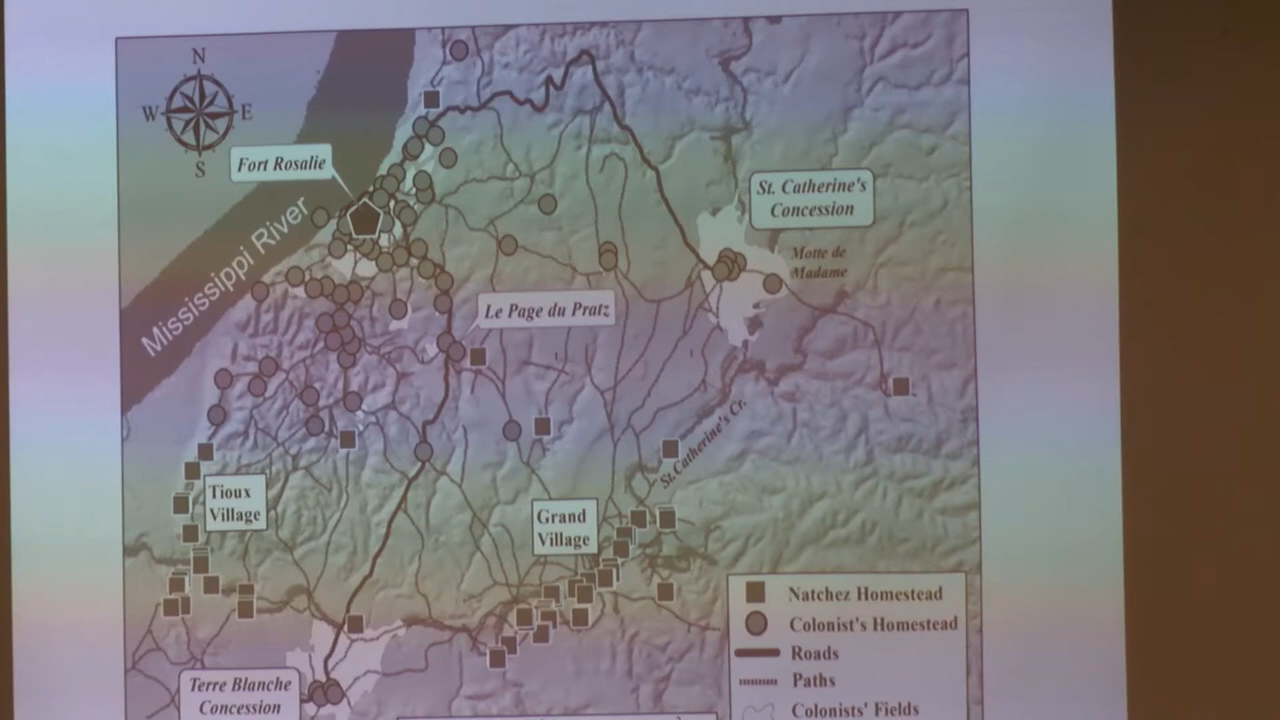 N
W
E
S
Fort Rosalie
Mississippi River
St. Catherine's
Concession
Motte de
Madame
Le Page du Pratz
St. Catherine's Cr.
Tioux
Village
Grand
Village
Terre Blanche
Concession
Natchez Homestead
Colonist's Homestead
Roads
Paths
Colonists' Fields